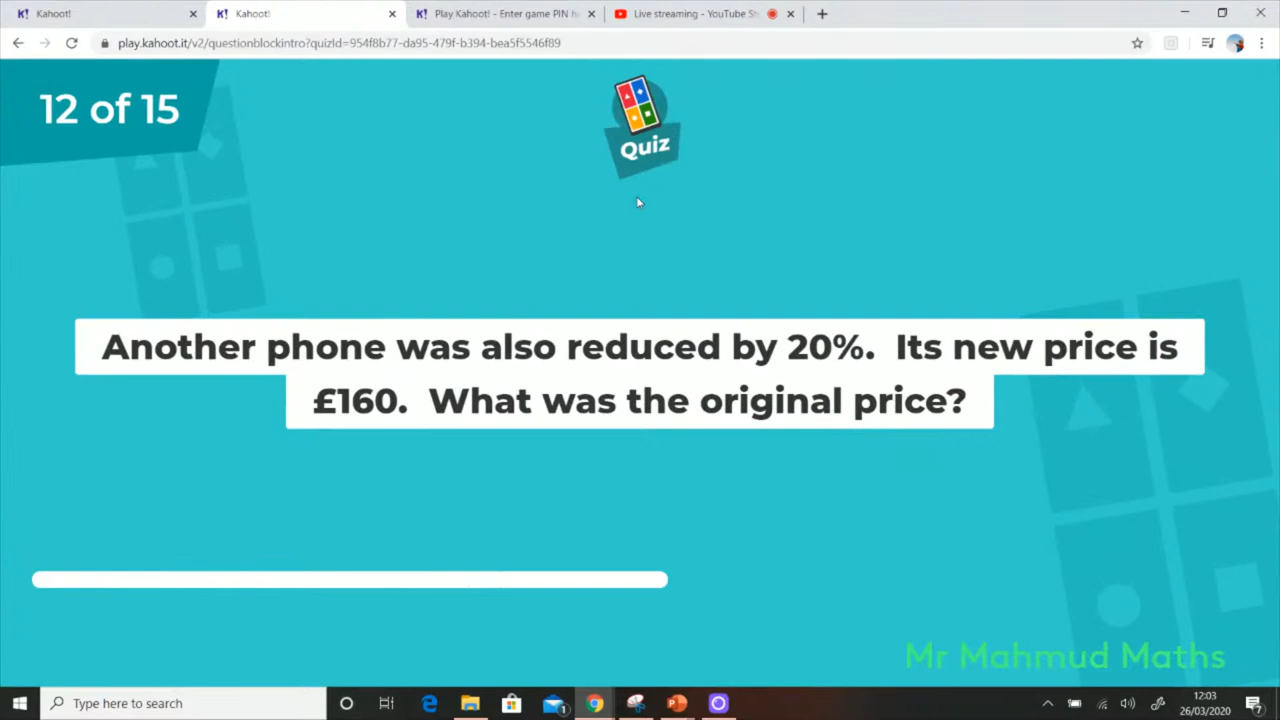 Kahoot!
Kahoot!
Play Kahoot! - Enter game PIN h
Live streaming - YouTube St
play.kahoot.it/v2/questionblockintro?quizId=954f8b77-da95-479f-b394-bea5f5546f89
12 of 15
Quiz
Another phone was also reduced by 20%. Its new price is
£160. What was the original price?
Mr Mahmud Maths
Type here to search
12:03
26/03/2020